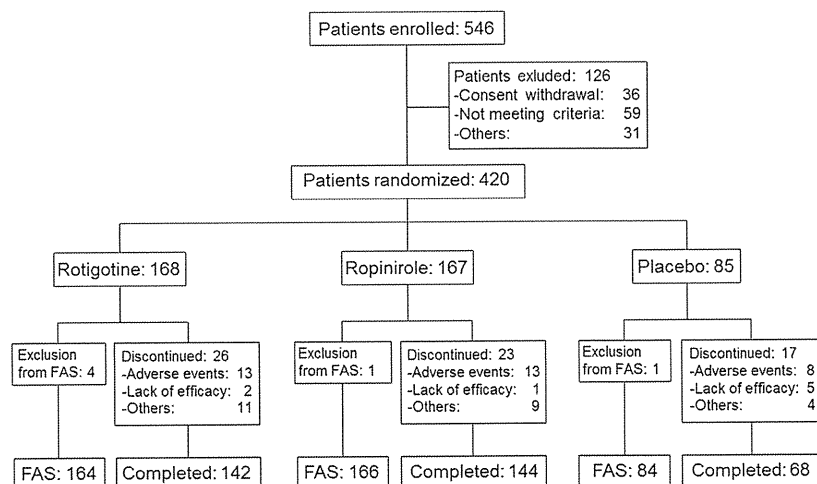 Patients enrolled: 546
Patients exluded: 126
-Consent withdrawal: 36
-Not meeting criteria: 59
-Others: 31
Patients randomized: 420
Rotigotine: 168
Ropinirole: 167
Placebo: 85
Exclusion
from FAS: 4
Discontinued: 26
-Adverse events: 13
-Lack of efficacy: 2
-Others: 11
Exclusion
from FAS: 1
Discontinued: 23
-Adverse events: 13
-Lack of efficacy: 1
-Others: 9
Exclusion
from FAS: 1
Discontinued: 17
-Adverse events: 8
-Lack of efficacy: 5
-Others: 4
FAS: 164
Completed: 142
FAS: 166
Completed: 144
FAS: 84
Completed: 68